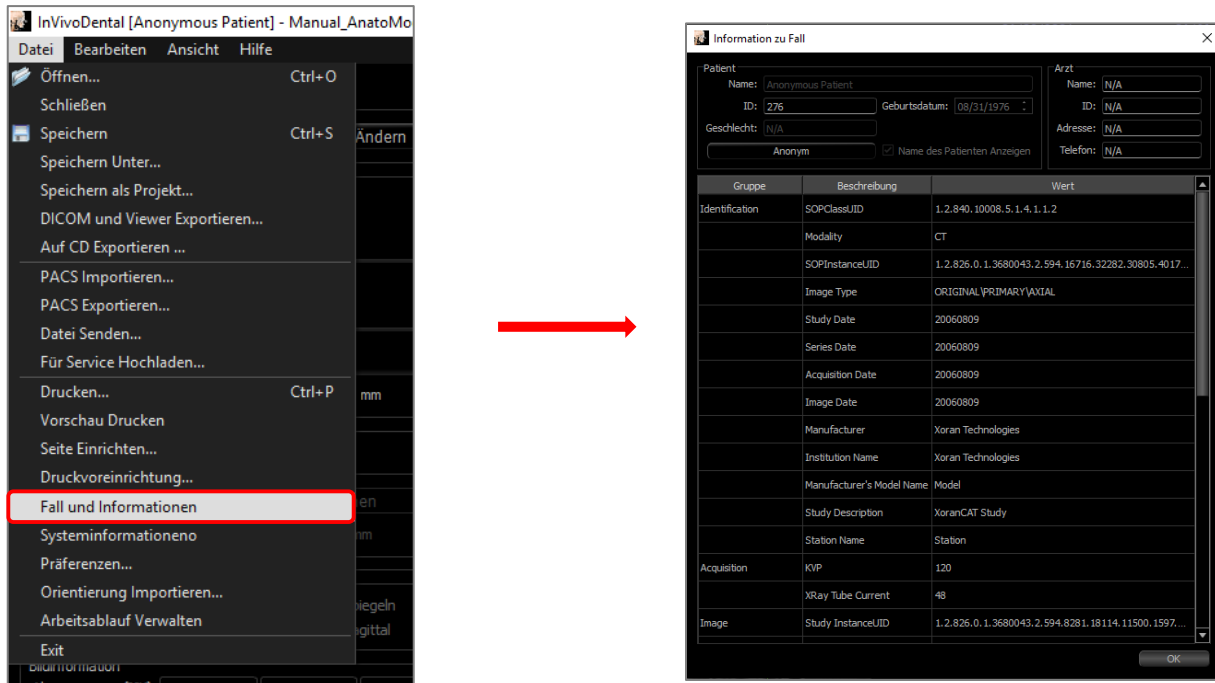 InVivoDental [Anonymous Patient] - Manual_AnatoMo
Datei Bearbeiten Ansicht Hilfe
Öffnen... Ctrl+O
Schließen
Speichern Ctrl+S
Ändern
Speichern Unter...
Speichern als Projekt...
DICOM und Viewer Exportieren...
Auf CD Exportieren ...
PACS Importieren...
PACS Exportieren...
Datei Senden...
Für Service Hochladen...
Drucken... Ctrl+P
mm
Vorschau Drucken
Seite Einrichten...
Druckvoreinrichtung...
Fall und Informationen
en
Systeminformationeno
mm
Präferenzen...
Orientierung Importieren...
piegeln
Arbeitsablauf Verwalten
agittal
Exit
Bildinformation
Information zu Fall
Patient
Name: Anonymous Patient
ID: 276 Geburtsdatum: 08/31/1976
Geschlecht: N/A
Anonym Name des Patienten Anzeigen
Arzt
Name: N/A
ID: N/A
Adresse: N/A
Telefon: N/A
Gruppe Beschreibung Wert
Identification SOPClassUID 1.2.840.10008.5.1.4.1.1.2
Modality CT
SOPInstanceUID 1.2.826.0.1.3680043.2.594.16716.32282.30805.4017...
Image Type ORIGINAL\PRIMARY\AXIAL
Study Date 20060809
Series Date 20060809
Acquisition Date 20060809
Image Date 20060809
Manufacturer Xoran Technologies
Institution Name Xoran Technologies
Manufacturer's Model Name Model
Study Description XoranCAT Study
Station Name Station
Acquisition KVP 120
XRay Tube Current 48
Image Study InstanceUID 1.2.826.0.1.3680043.2.594.8281.18114.11500.1597....
OK